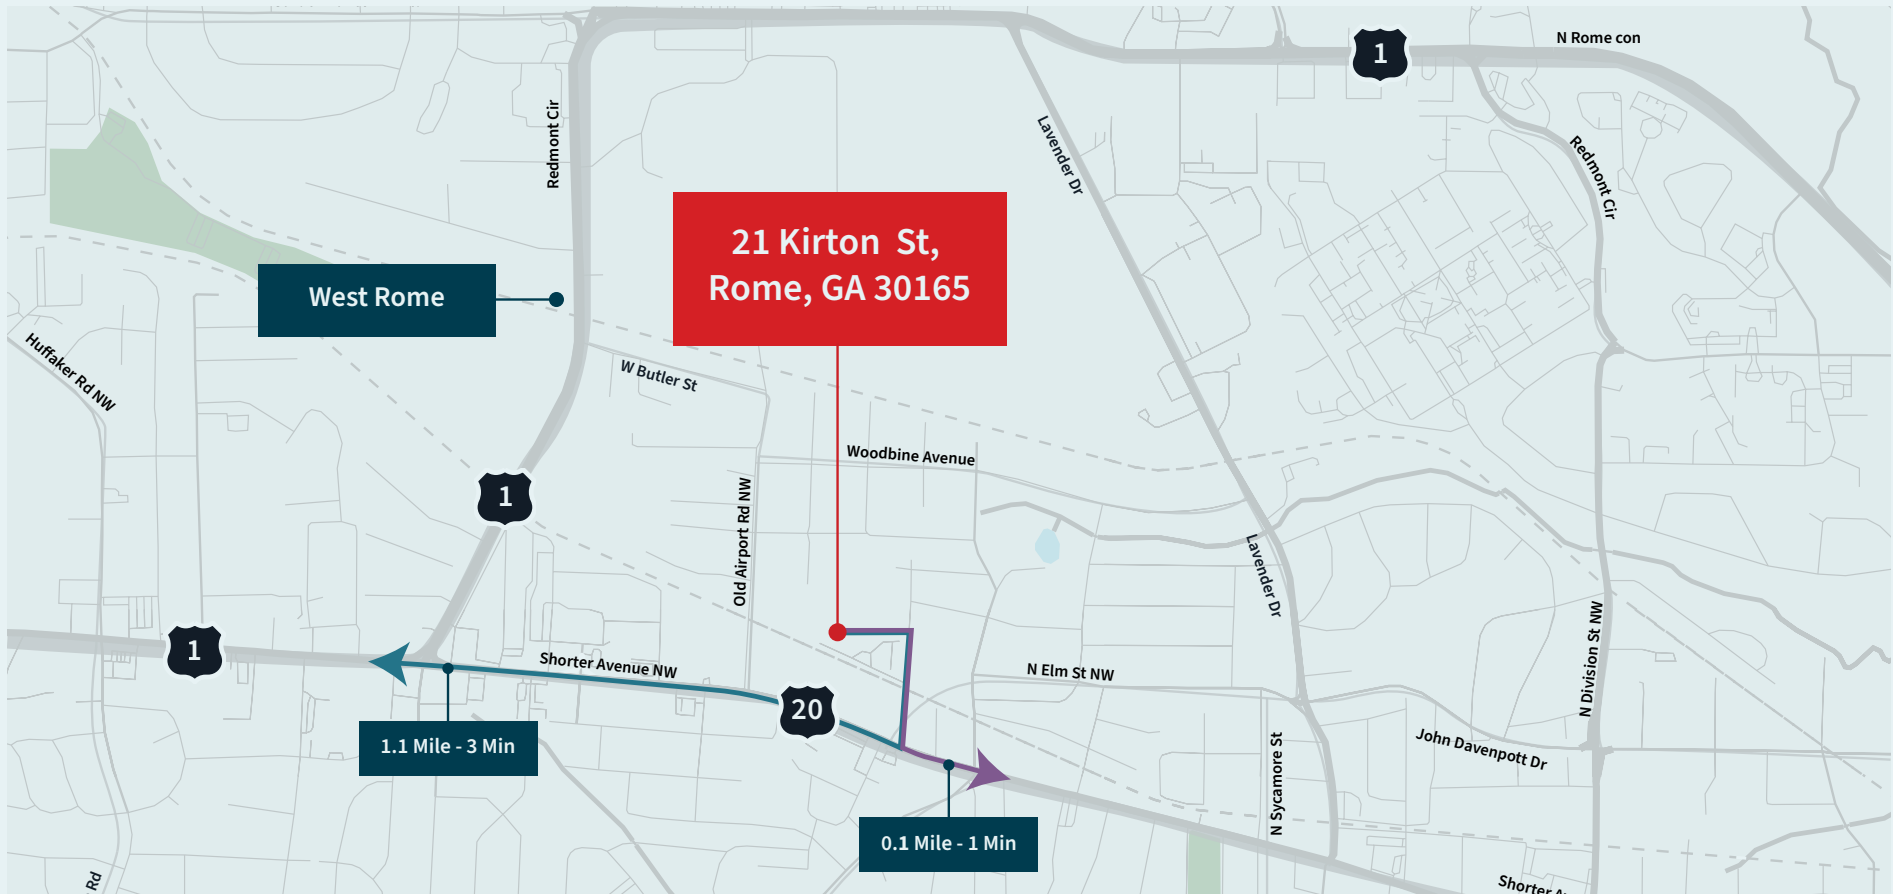 N Rome con
1
Redmont Cir
Lavender Dr
Redmont Cir
21 Kirton St,
Rome, GA 30165
West Rome
Huffaker Rd NW
W Butler St
Woodbine Avenue
1
Old Airport Rd NW
Lavender Dr
1
Shorter Avenue NW
N Elm St NW
N Division St NW
20
1.1 Mile - 3 Min
John Davenpott Dr
N Sycamore St
0.1 Mile - 1 Min
Rd
Shorter